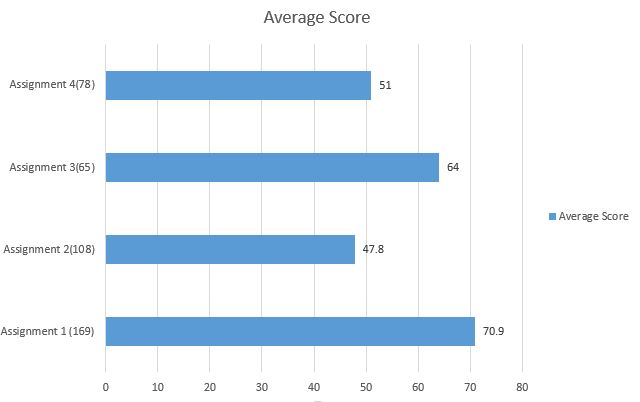 Average Score
Assignment 4(78)
51
Assignment 3(65)
64
Average Score
Assignment 2(108)
47.8
Assignment 1 (169)
70.9
0 10 20 30 40 50 60 70 80